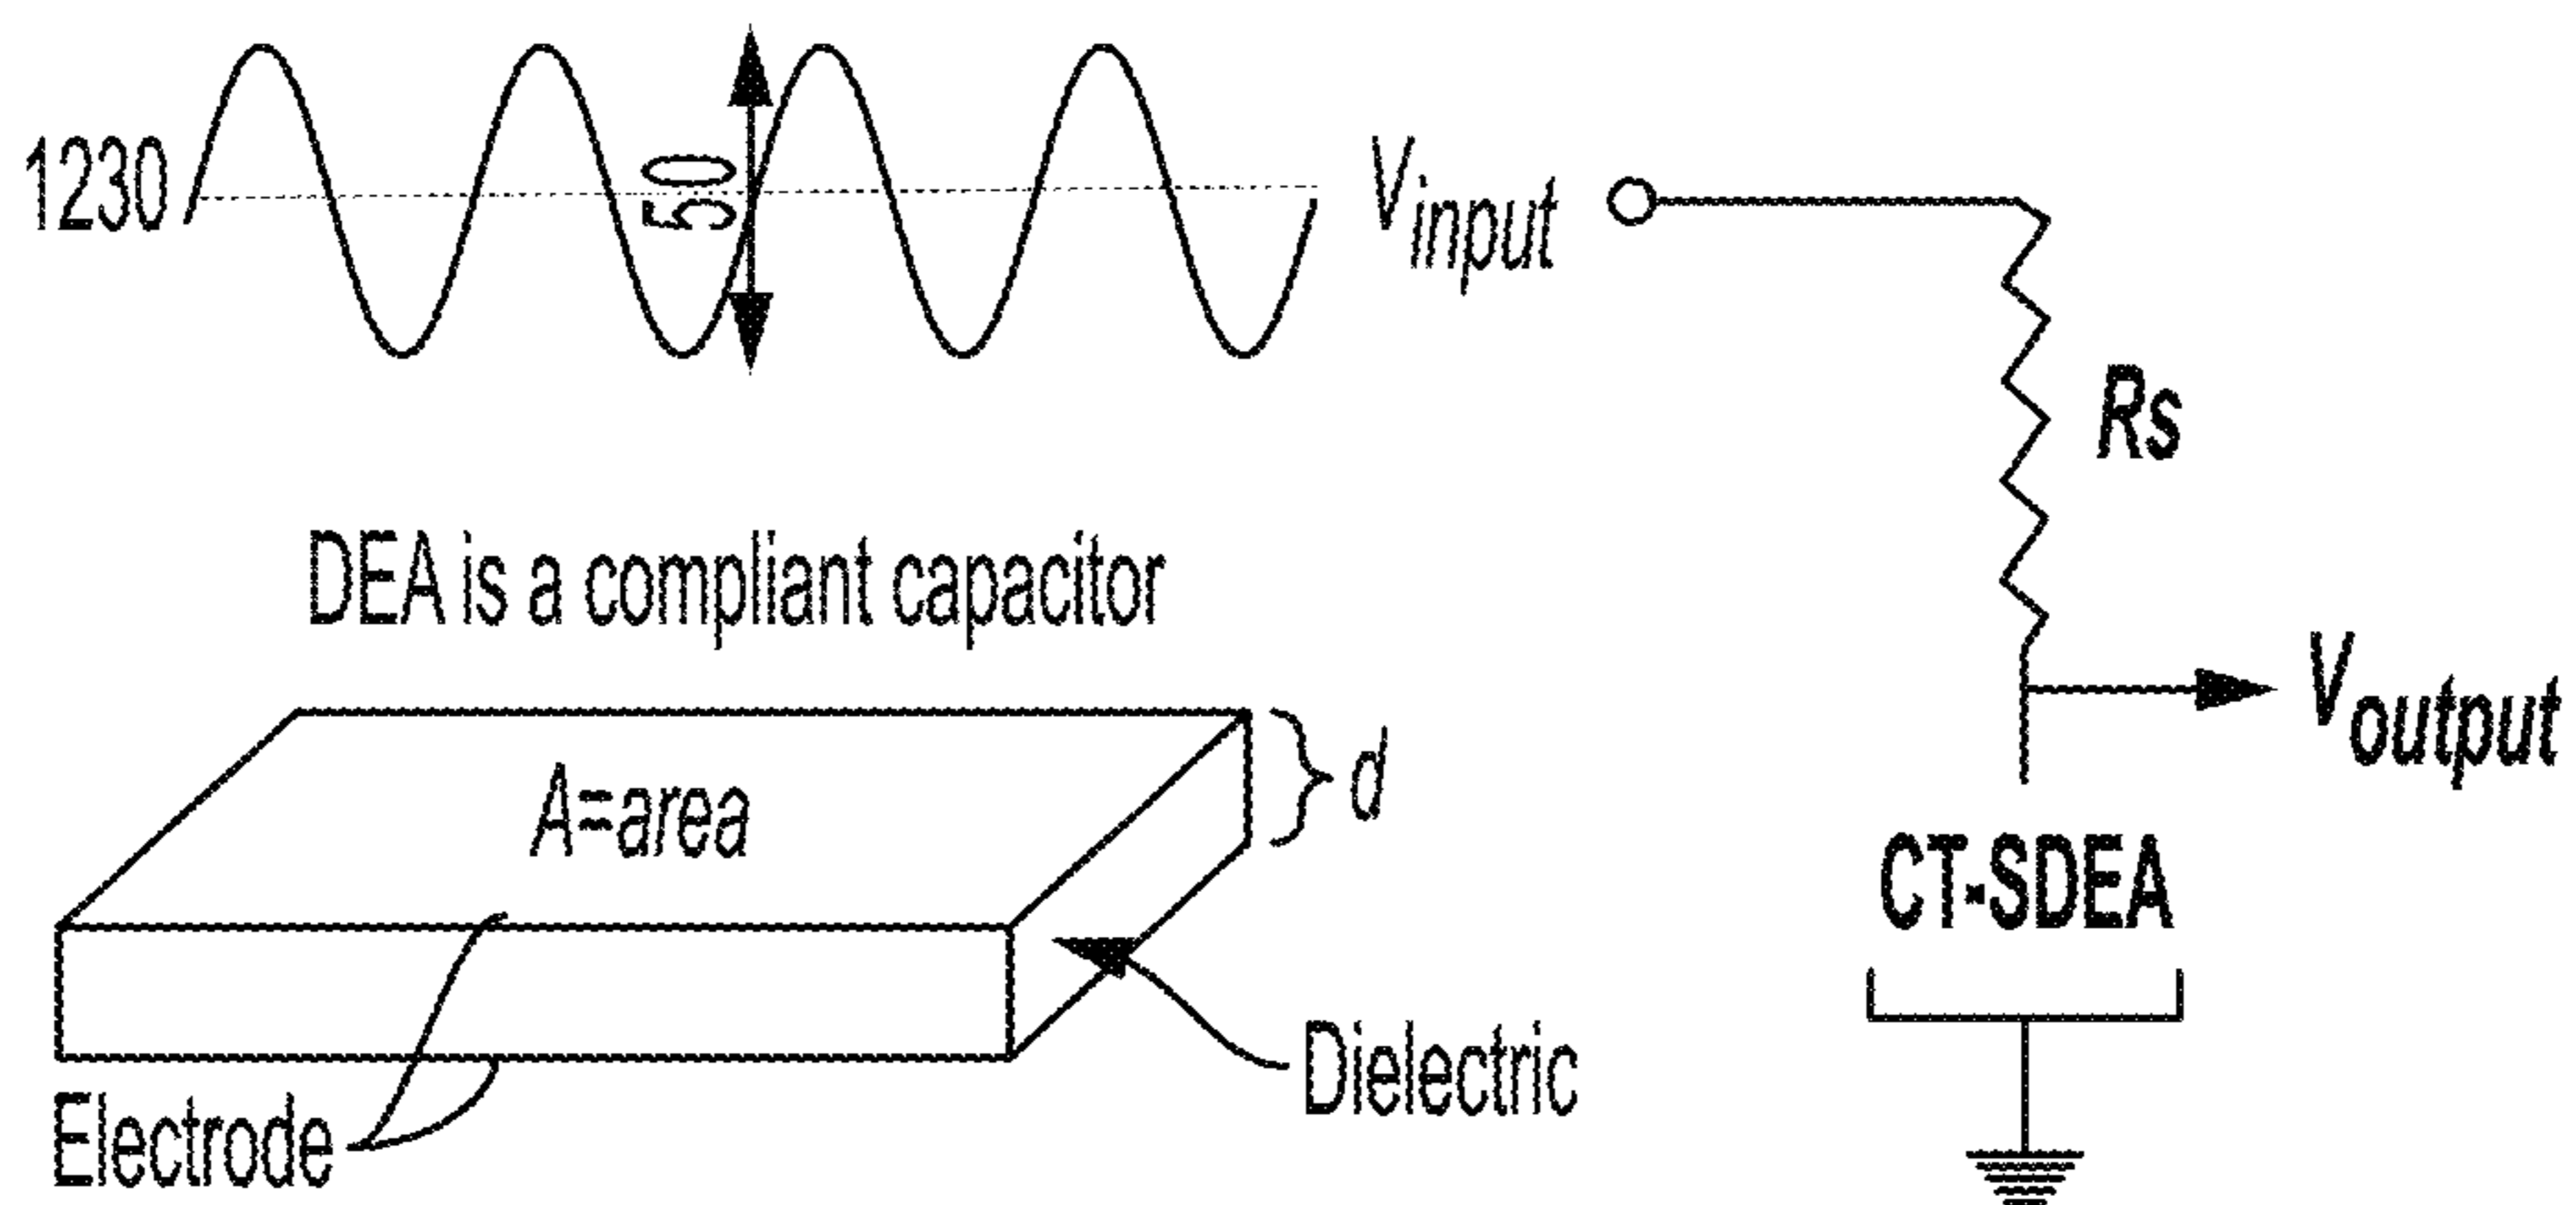 1230
50
Vinput
Rs
DEA is a compliant capacitor
Voutput
A=area
d
CT-SDEA
Dielectric
Electrode